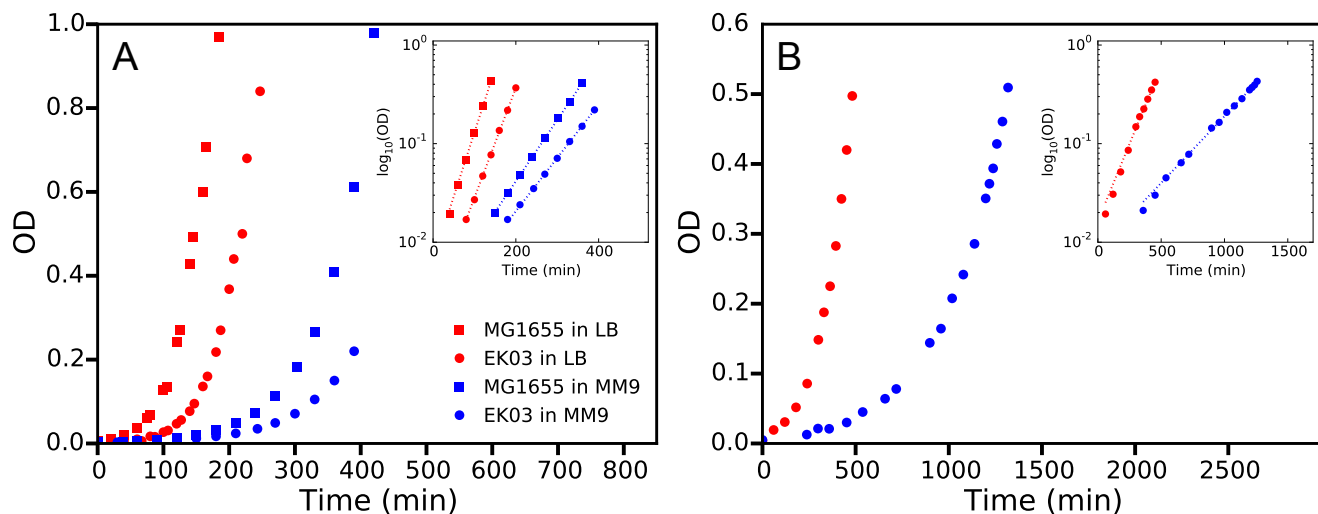 A
OD
1.0
0.8
0.6
0.4
0.2
0.0
0 100 200 300 400 500 600 700 800
Time (min)
log10(OD)
10^0
10^-1
10^-2
0 200 400
Time (min)
MG1655 in LB
EK03 in LB
MG1655 in MM9
EK03 in MM9
B
OD
0.6
0.5
0.4
0.3
0.2
0.1
0.0
0 500 1000 1500 2000 2500
Time (min)
log10(OD)
10^0
10^-1
10^-2
0 500 1000 1500
Time (min)